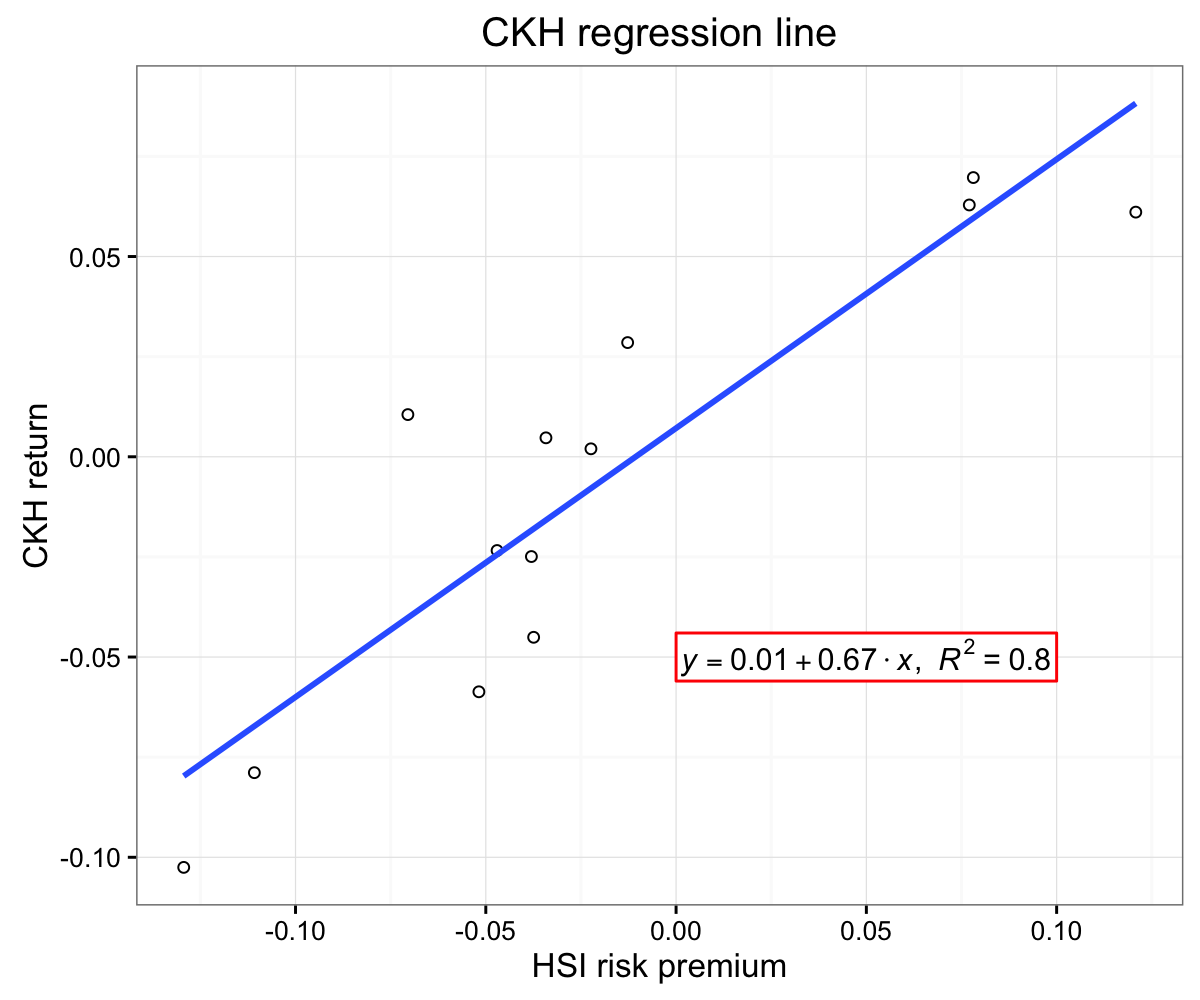 CKH regression line
CKH return
0.05
0.00
-0.05
-0.10
y = 0.01 + 0.67 · x, R² = 0.8
-0.10 -0.05 0.00 0.05 0.10
HSI risk premium